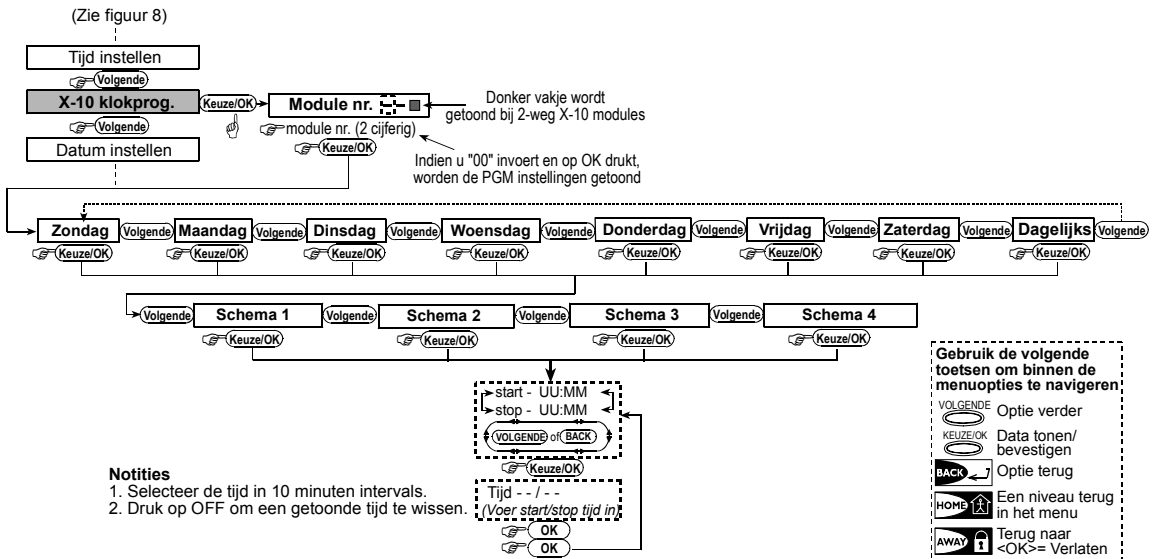 (Zie figuur 8)
Tijd instellen
Volgende
X-10 klokprog. Keuze/OK Module nr.
Donker vakje wordt
getoond bij 2-weg X-10 modules
Volgende
module nr. (2 cijferig)
Datum instellen
Keuze/OK
Indien u "00" invoert en op OK drukt,
worden de PGM instellingen getoond
Zondag Volgende Maandag Volgende Dinsdag Volgende Woensdag Volgende Donderdag Volgende Vrijdag Volgende Zaterdag Volgende Dagelijks Volgende
Keuze/OK Keuze/OK Keuze/OK Keuze/OK Keuze/OK Keuze/OK Keuze/OK Keuze/OK
Volgende Schema 1 Volgende Schema 2 Volgende Schema 3 Volgende Schema 4
Keuze/OK Keuze/OK Keuze/OK Keuze/OK
start - UU:MM
stop - UU:MM
VOLGENDE of BACK
Keuze/OK
Tijd - - / - -
(Voer start/stop tijd in)
OK
OK
Notities
1. Selecteer de tijd in 10 minuten intervals.
2. Druk op OFF om een getoonde tijd te wissen.
Gebruik de volgende
toetsen om binnen de
menuopties te navigeren
VOLGENDE Optie verder
KEUZE/OK Data tonen/
bevestigen
BACK Optie terug
HOME Een niveau terug
in het menu
AWAY Terug naar
<OK>= Verlaten